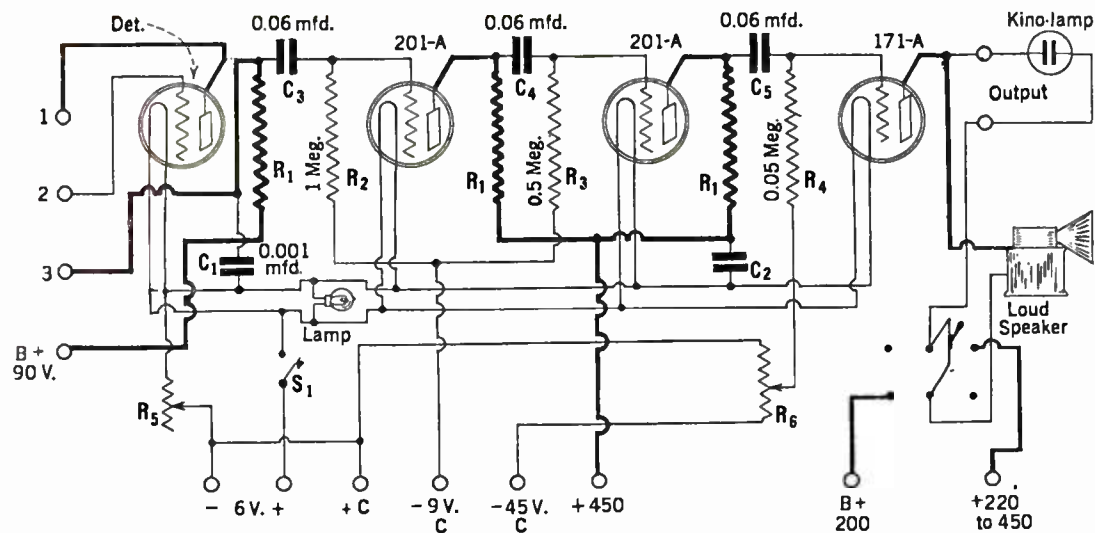 Det.
0.06 mfd.
201-A
0.06 mfd.
201-A
0.06 mfd.
171-A
Kino-lamp
C3
C4
C5
Output
1
2
3
R1
1 Meg.
R2
R1
0.5 Meg.
R3
R1
0.05 Meg.
R4
C1
0.001
mfd.
C2
Lamp
Loud
Speaker
B+
90 V.
S1
R5
R6
-
6 V. +
+ C
-9 V.
C
-45 V.
C
+450
B+
200
+220
to 450